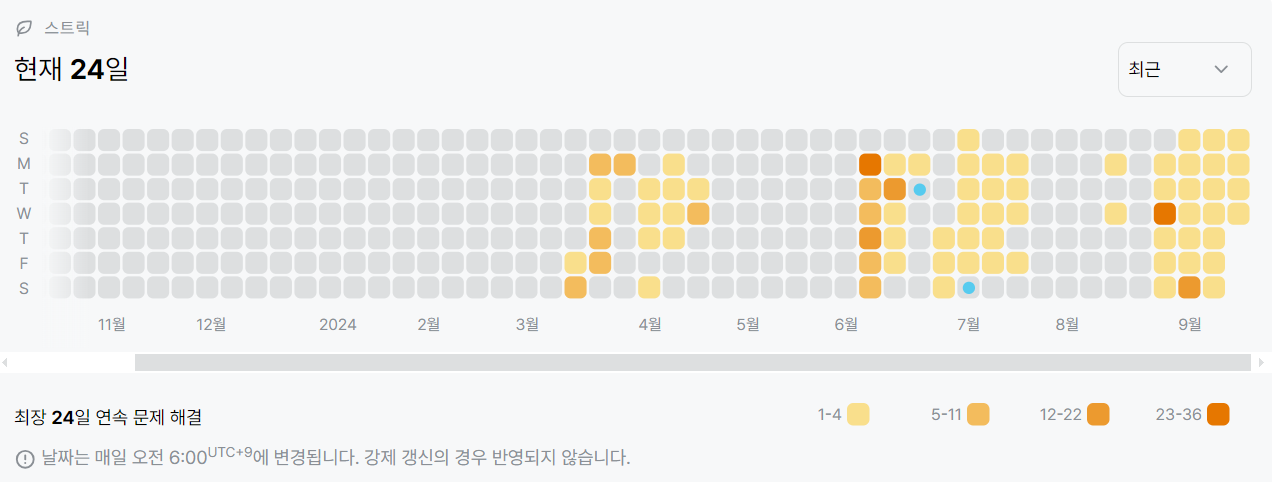 스트릭
현재 24일
최근
S
M
T
W
T
F
S
11월 12월 2024 2월 3월 4월 5월 6월 7월 8월 9월
최장 24일 연속 문제 해결
1-4 5-11 12-22 23-36
날짜는 매일 오전 6:00UTC+9에 변경됩니다. 강제 갱신의 경우 반영되지 않습니다.